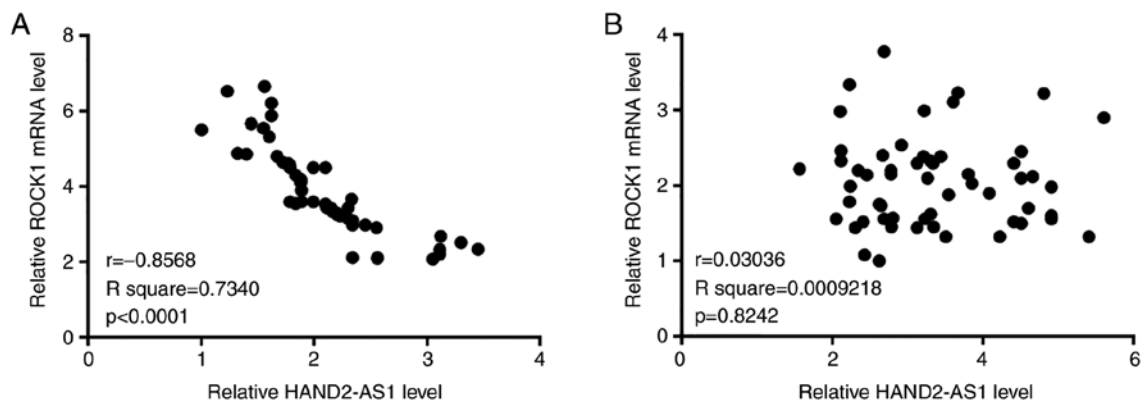 A
Relative ROCK1 mRNA level
8
6
4
2
0
r=−0.8568
R square=0.7340
p<0.0001
0 1 2 3 4
Relative HAND2-AS1 level
B
Relative ROCK1 mRNA level
4
3
2
1
0
r=0.03036
R square=0.0009218
p=0.8242
0 2 4 6
Relative HAND2-AS1 level